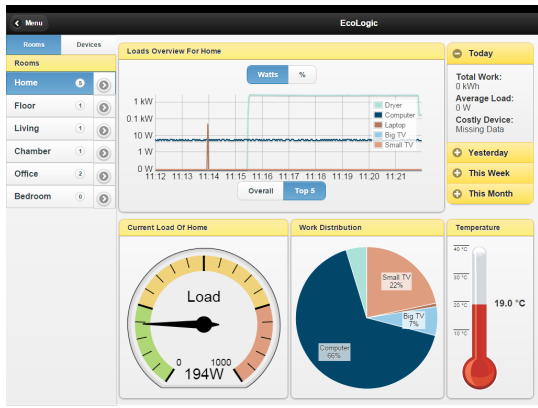 Menu
EcoLogic
Rooms
Devices
Rooms
Home 5
Floor 1
Living 1
Chamber 1
Office 2
Bedroom 0
Loads Overview For Home
Watts
%
1 kW
0.1 kW
10 W
1 W
0 W
11:12 11:13 11:14 11:15 11:16 11:17 11:18 11:19 11:20 11:21
Dryer
Computer
Laptop
Big TV
Small TV
Overall
Top 5
Today
Total Work:
0 kWh
Average Load:
0 W
Costly Device:
Missing Data
Yesterday
This Week
This Month
Current Load Of Home
Load
0
1000
194W
Work Distribution
Small TV
22%
Big TV
7%
Computer
66%
Temperature
40 °C
30 °C
20 °C
10 °C
19.0 °C